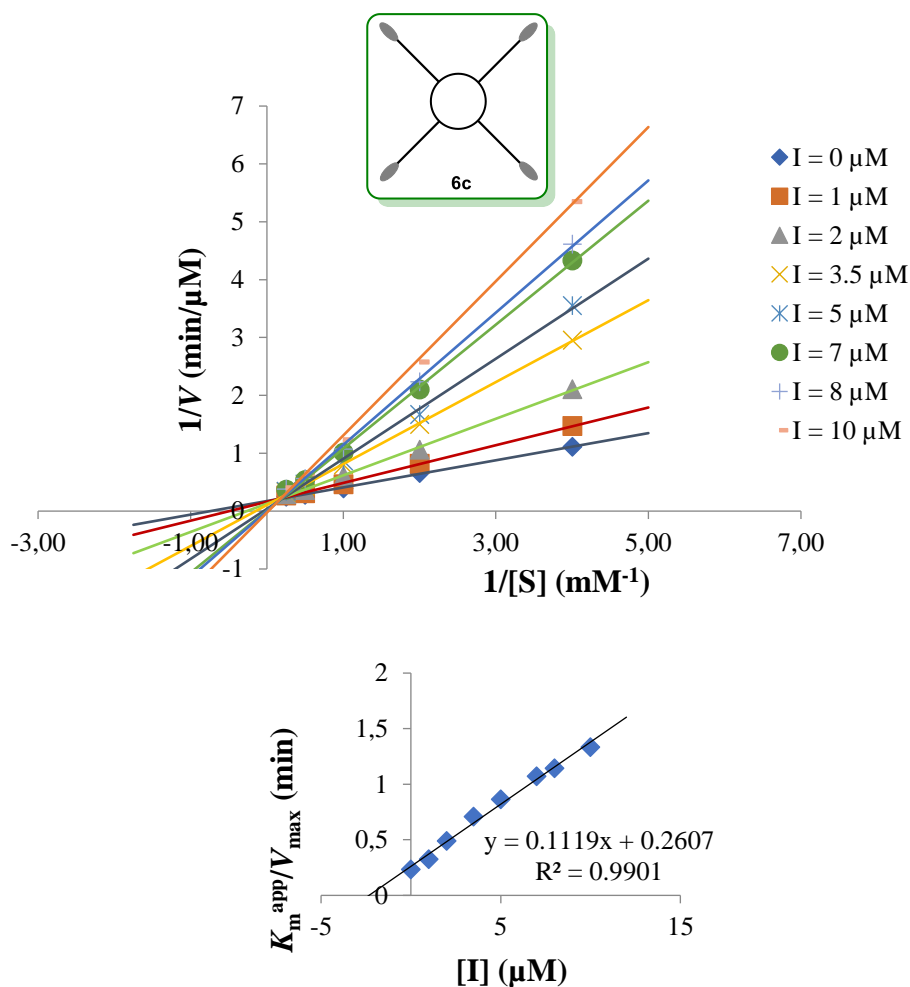 6c
7
6
5
4
3
2
1
0
-1
-3,00
-1,00
1,00
3,00
5,00
7,00
1/V (min/µM)
1/[S] (mM⁻¹)
I = 0 µM
I = 1 µM
I = 2 µM
I = 3.5 µM
I = 5 µM
I = 7 µM
I = 8 µM
I = 10 µM
2
1,5
1
0,5
0
-5
5
15
Kₘᵃᵖᵖ/Vₘₐₓ (min)
y = 0.1119x + 0.2607
R² = 0.9901
[I] (µM)